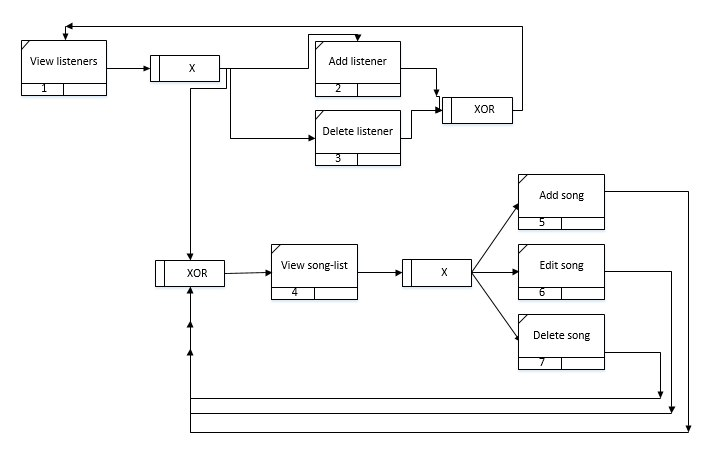 View listeners
1
X
Add listener
2
XOR
Delete listener
3
Add song
5
XOR
View song-list
4
X
Edit song
6
Delete song
7